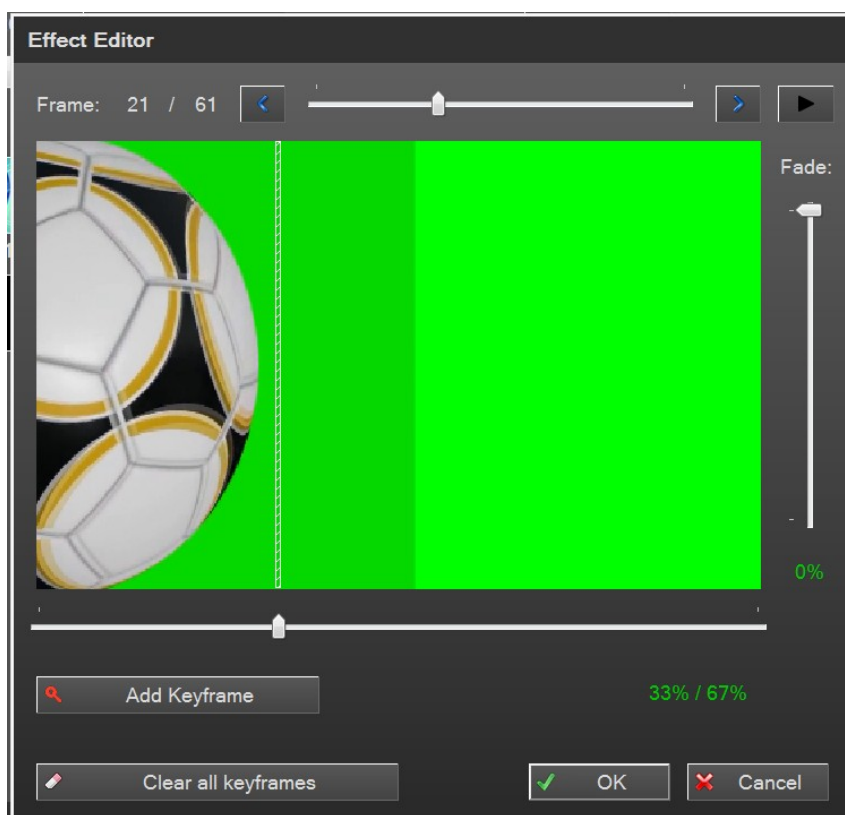 Effect Editor
Frame: 21 / 61
Fade:
0%
Add Keyframe
33% / 67%
Clear all keyframes
OK
Cancel